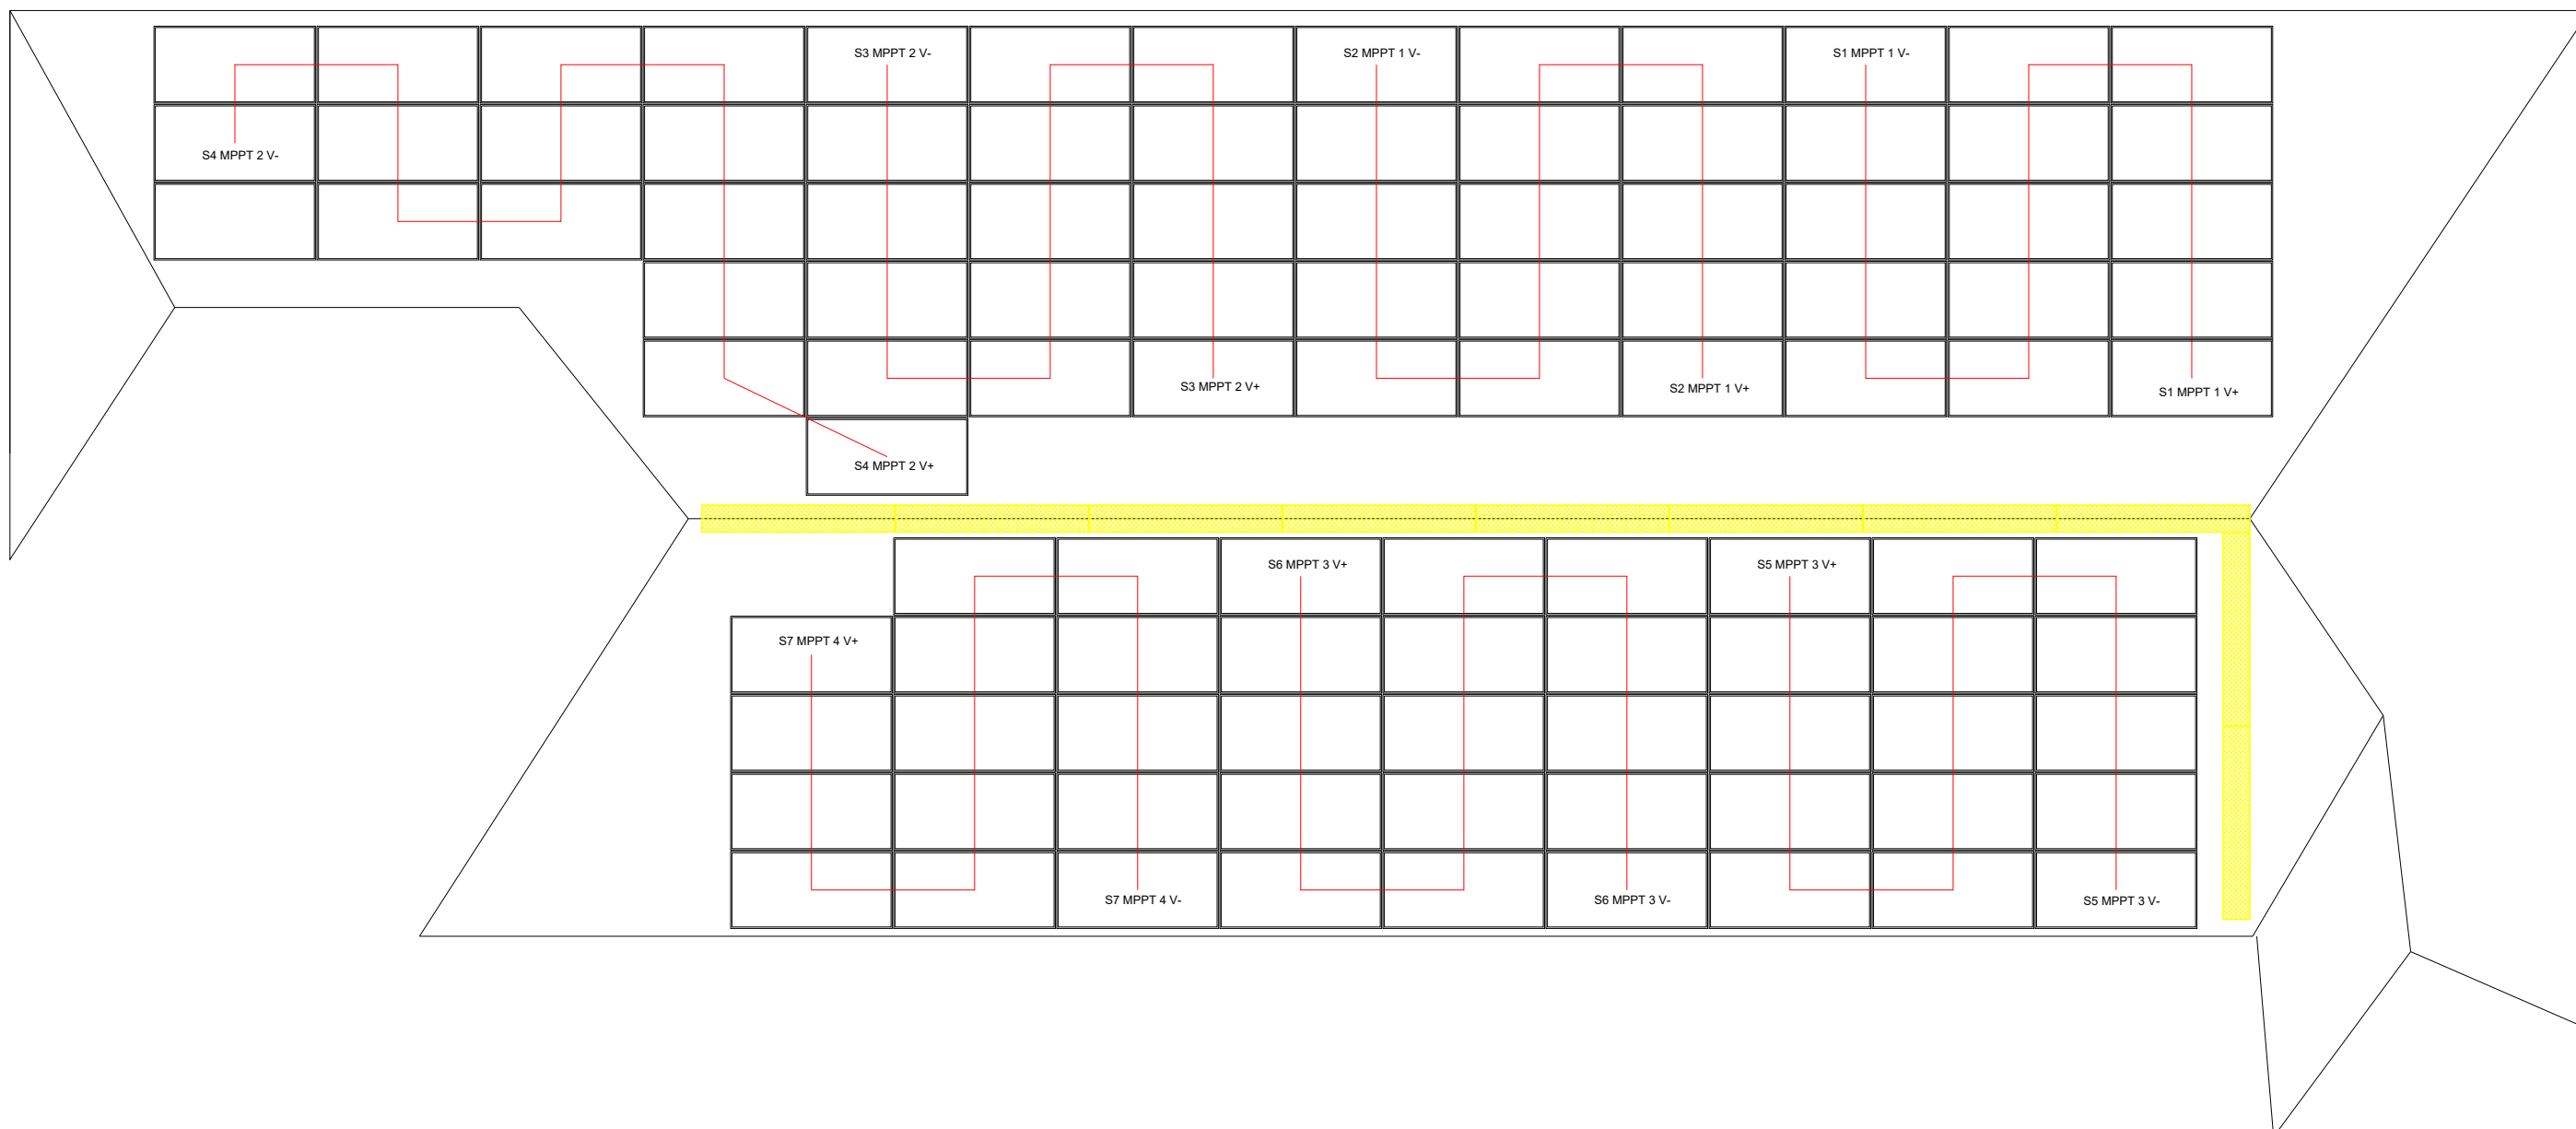 S3 MPPT 2 V-
S2 MPPT 1 V-
S1 MPPT 1 V-
S4 MPPT 2 V-
S3 MPPT 2 V+
S2 MPPT 1 V+
S1 MPPT 1 V+
S4 MPPT 2 V+
S6 MPPT 3 V+
S5 MPPT 3 V+
S7 MPPT 4 V+
S7 MPPT 4 V-
S6 MPPT 3 V-
S5 MPPT 3 V-